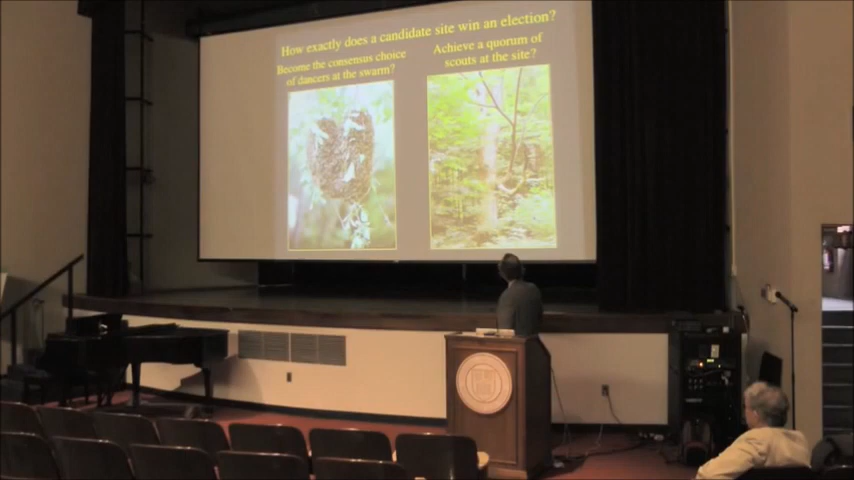 How exactly does a candidate site win an election?
Become the consensus choice
of dancers at the swarm?
Achieve a quorum of
scouts at the site?